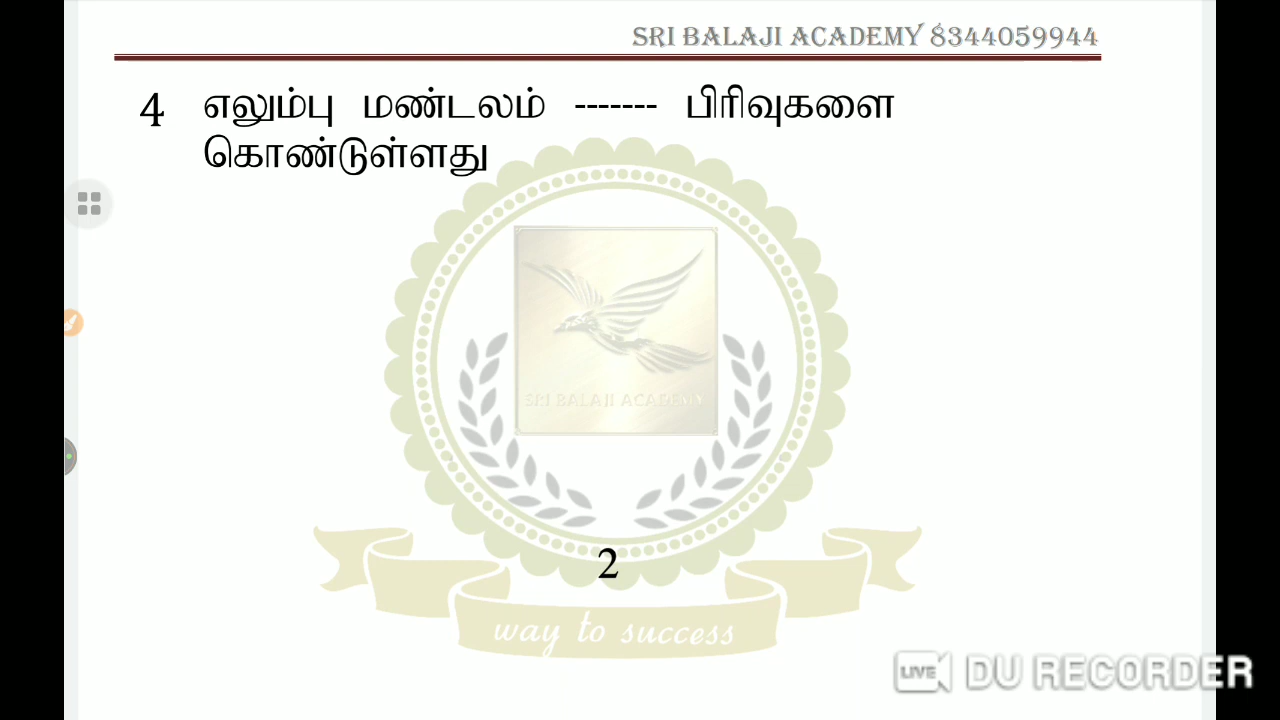 SRI BALAJI ACADEMY 8344059944
4 எலும்பு மண்டலம் ------- பிரிவுகளை
கொண்டுள்ளது
SRI BALAJI ACADEMY
2
way to success
LIVE DU RECORDER